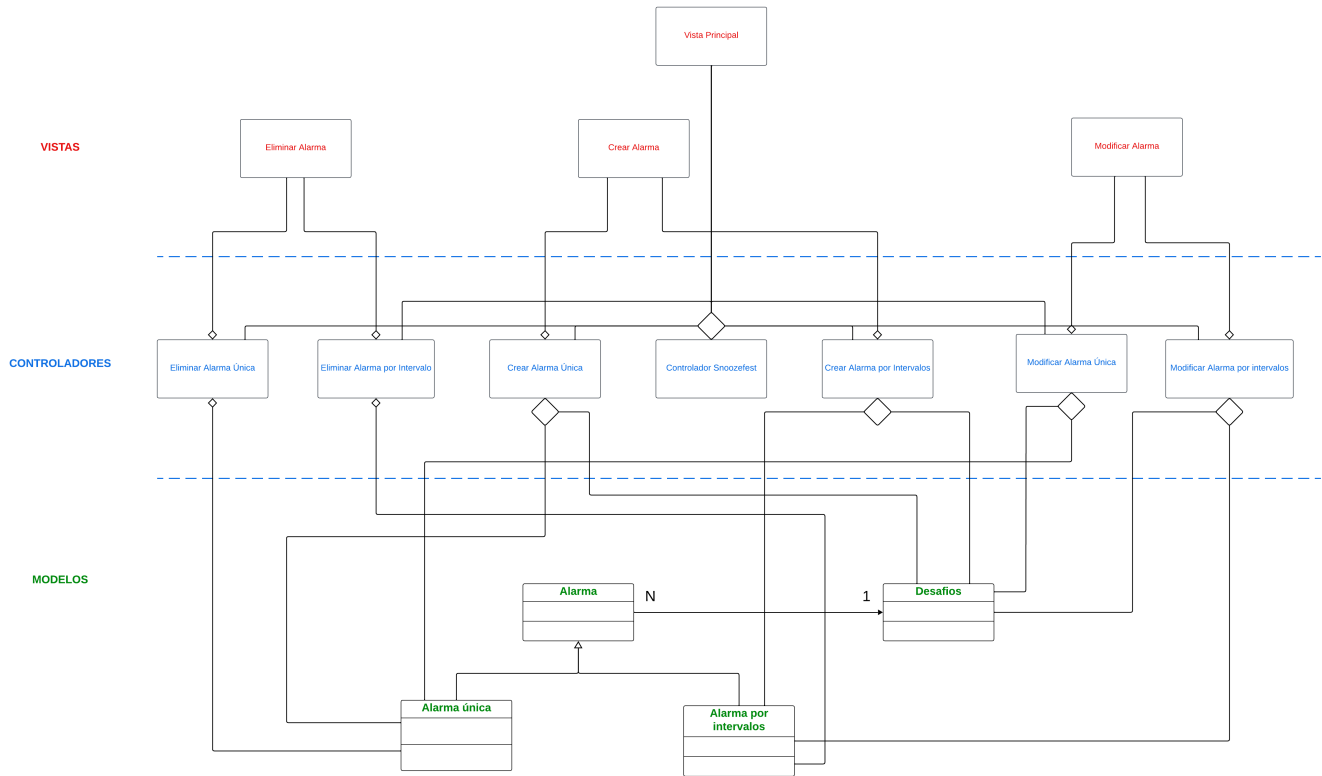 Vista Principal
VISTAS
Eliminar Alarma
Crear Alarma
Modificar Alarma
CONTROLADORES
Eliminar Alarma Única
Eliminar Alarma por Intervalo
Crear Alarma Única
Controlador Snoozefest
Crear Alarma por Intervalos
Modificar Alarma Única
Modificar Alarma por intervalos
MODELOS
Alarma
N
1
Desafios
Alarma única
Alarma por
intervalos